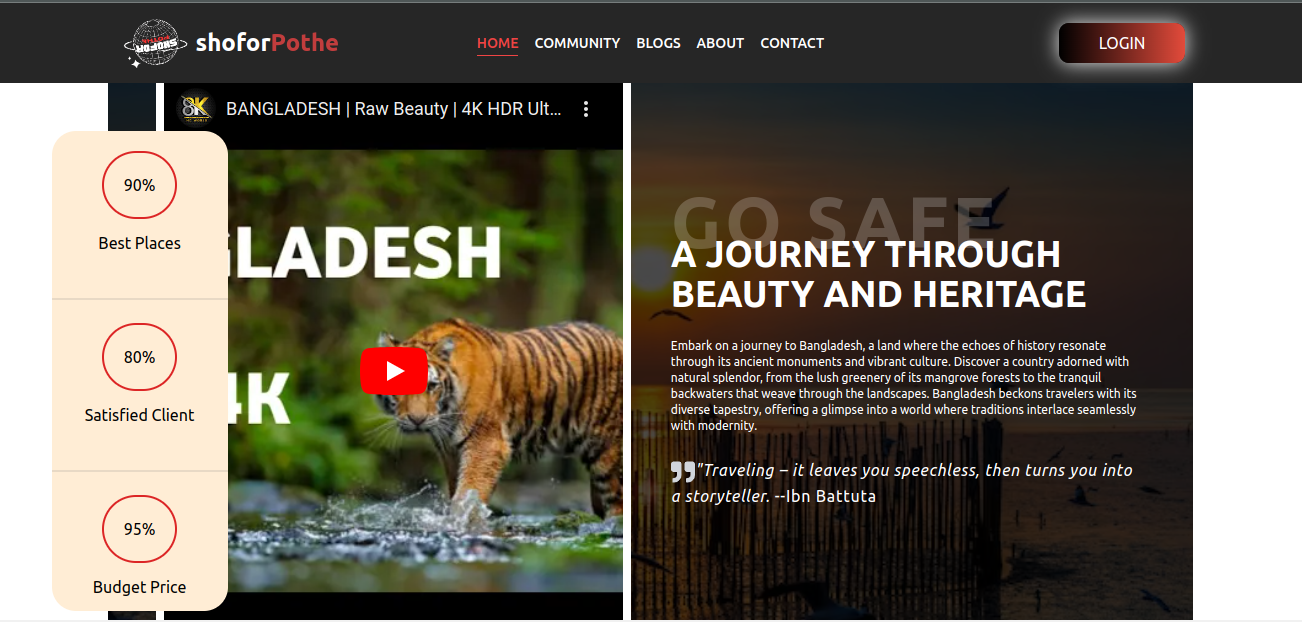 SHOFOR
shoforPothe
HOME COMMUNITY BLOGS ABOUT CONTACT
LOGIN
8K
BANGLADESH | Raw Beauty | 4K HDR Ult...
90%
Best Places
80%
Satisfied Client
95%
Budget Price
GLADESH
4K
GO SAFE
A JOURNEY THROUGH
BEAUTY AND HERITAGE
Embark on a journey to Bangladesh, a land where the echoes of history resonate
through its ancient monuments and vibrant culture. Discover a country adorned with
natural splendor, from the lush greenery of its mangrove forests to the tranquil
backwaters that weave through the landscapes. Bangladesh beckons travelers with its
diverse tapestry, offering a glimpse into a world where traditions interlace seamlessly
with modernity.
"Traveling – it leaves you speechless, then turns you into
a storyteller. --Ibn Battuta